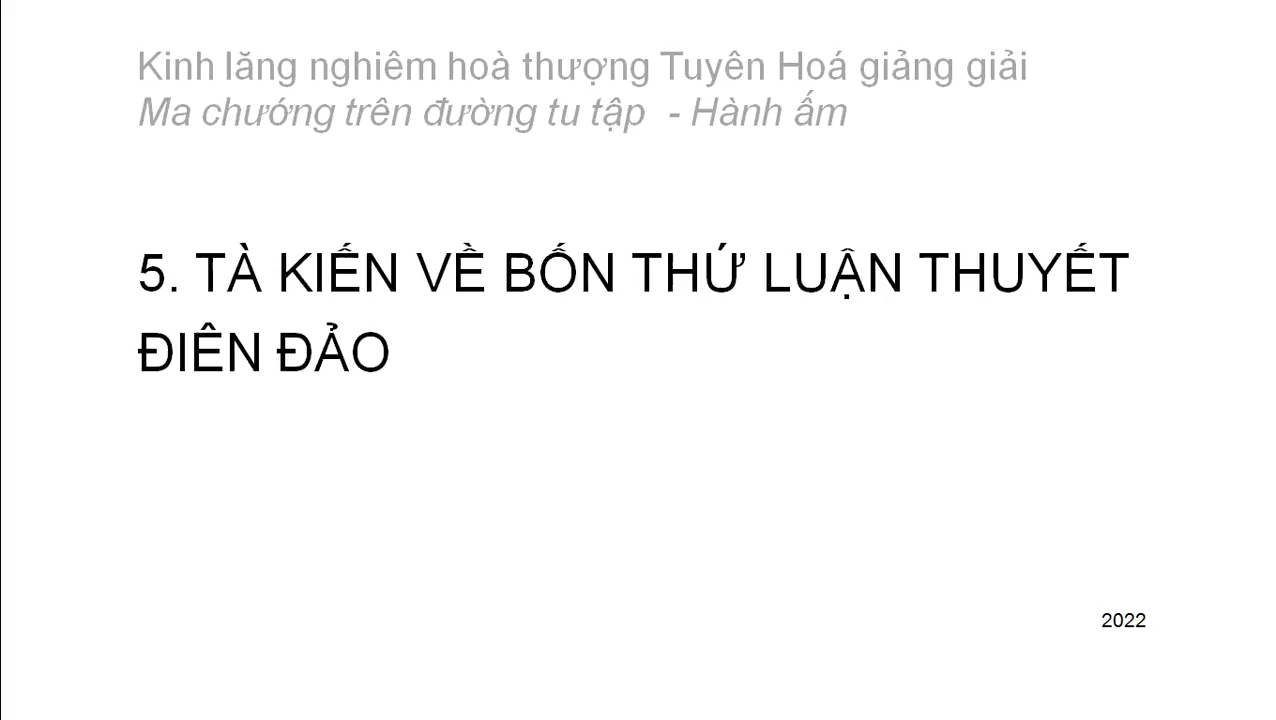 Kinh lăng nghiêm hoà thượng Tuyên Hoá giảng giải
Ma chướng trên đường tu tập - Hành ấm
5. TÀ KIẾN VỀ BỐN THỨ LUẬN THUYẾT
ĐIÊN ĐẢO
2022